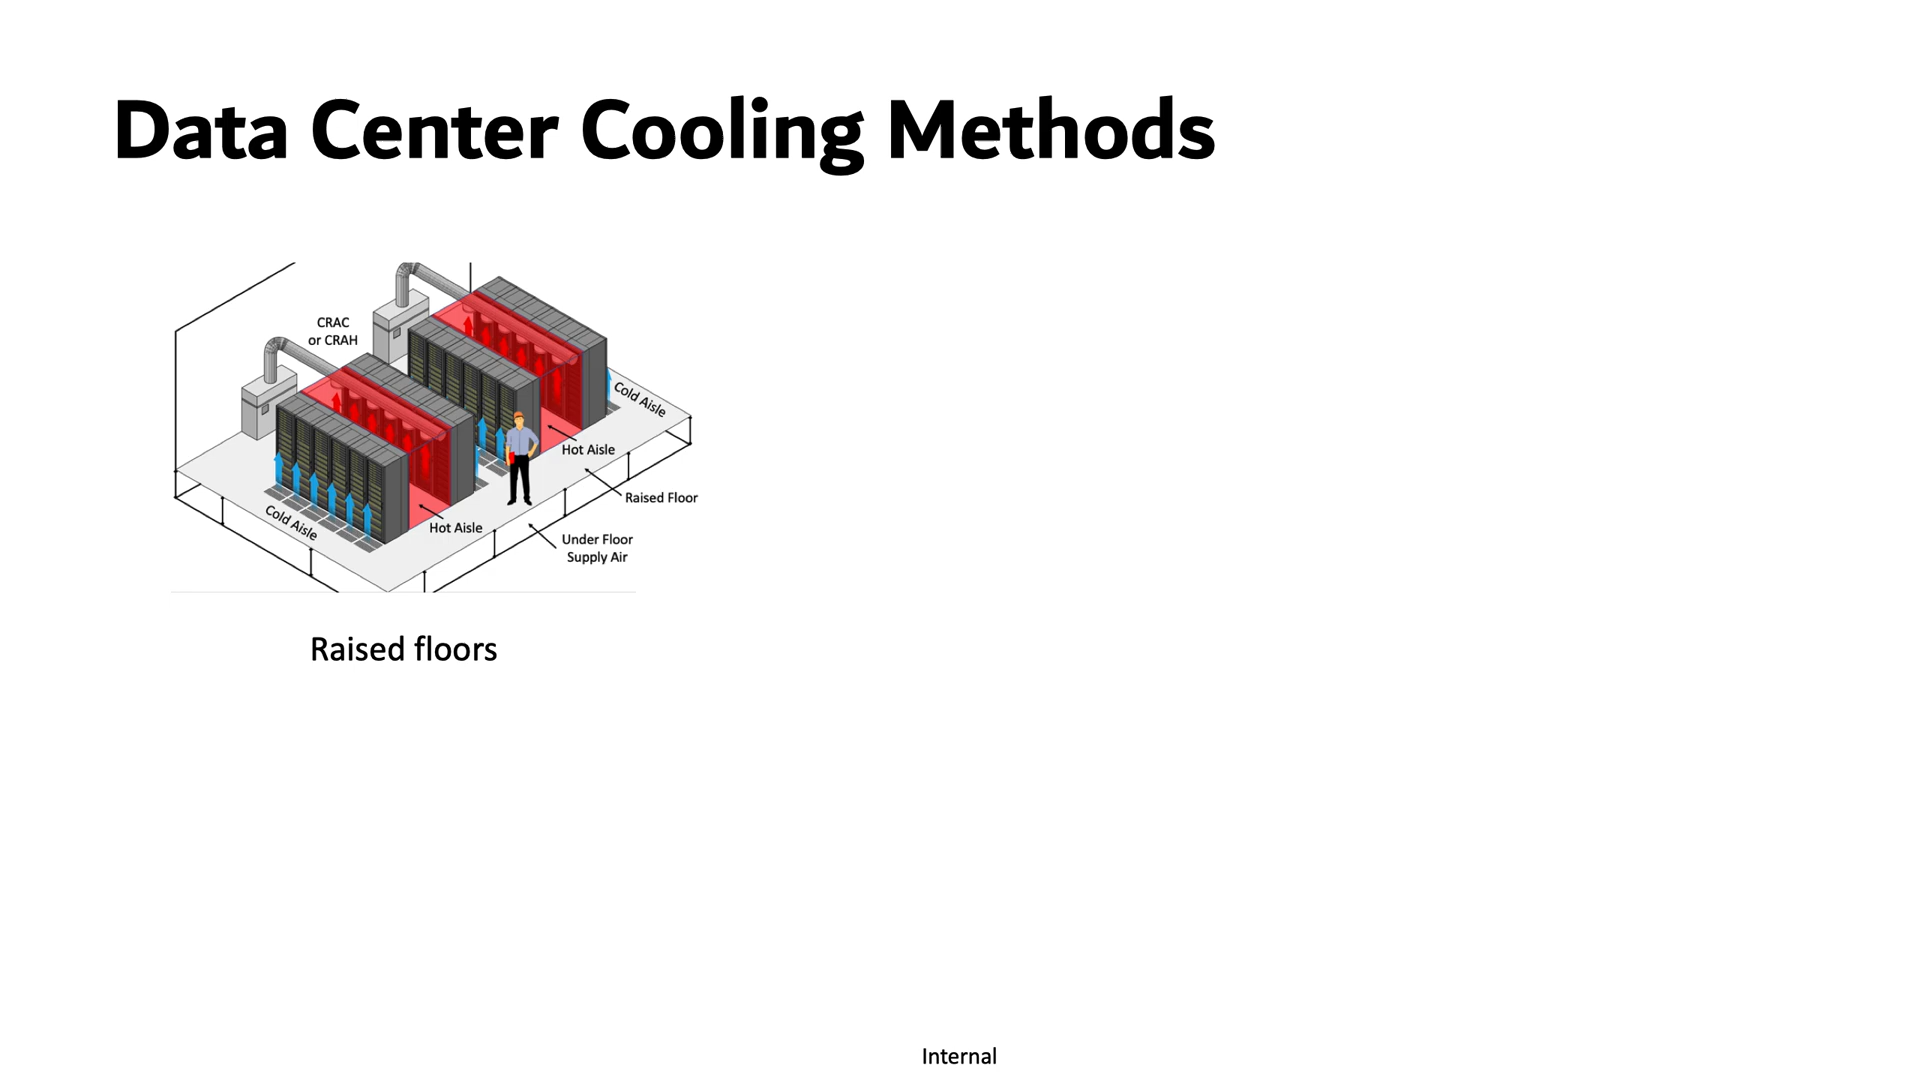 Data Center Cooling Methods
CRAC
or CRAH
Cold Aisle
Hot Aisle
Raised Floor
Cold Aisle
Hot Aisle
Under Floor
Supply Air
Raised floors
Internal